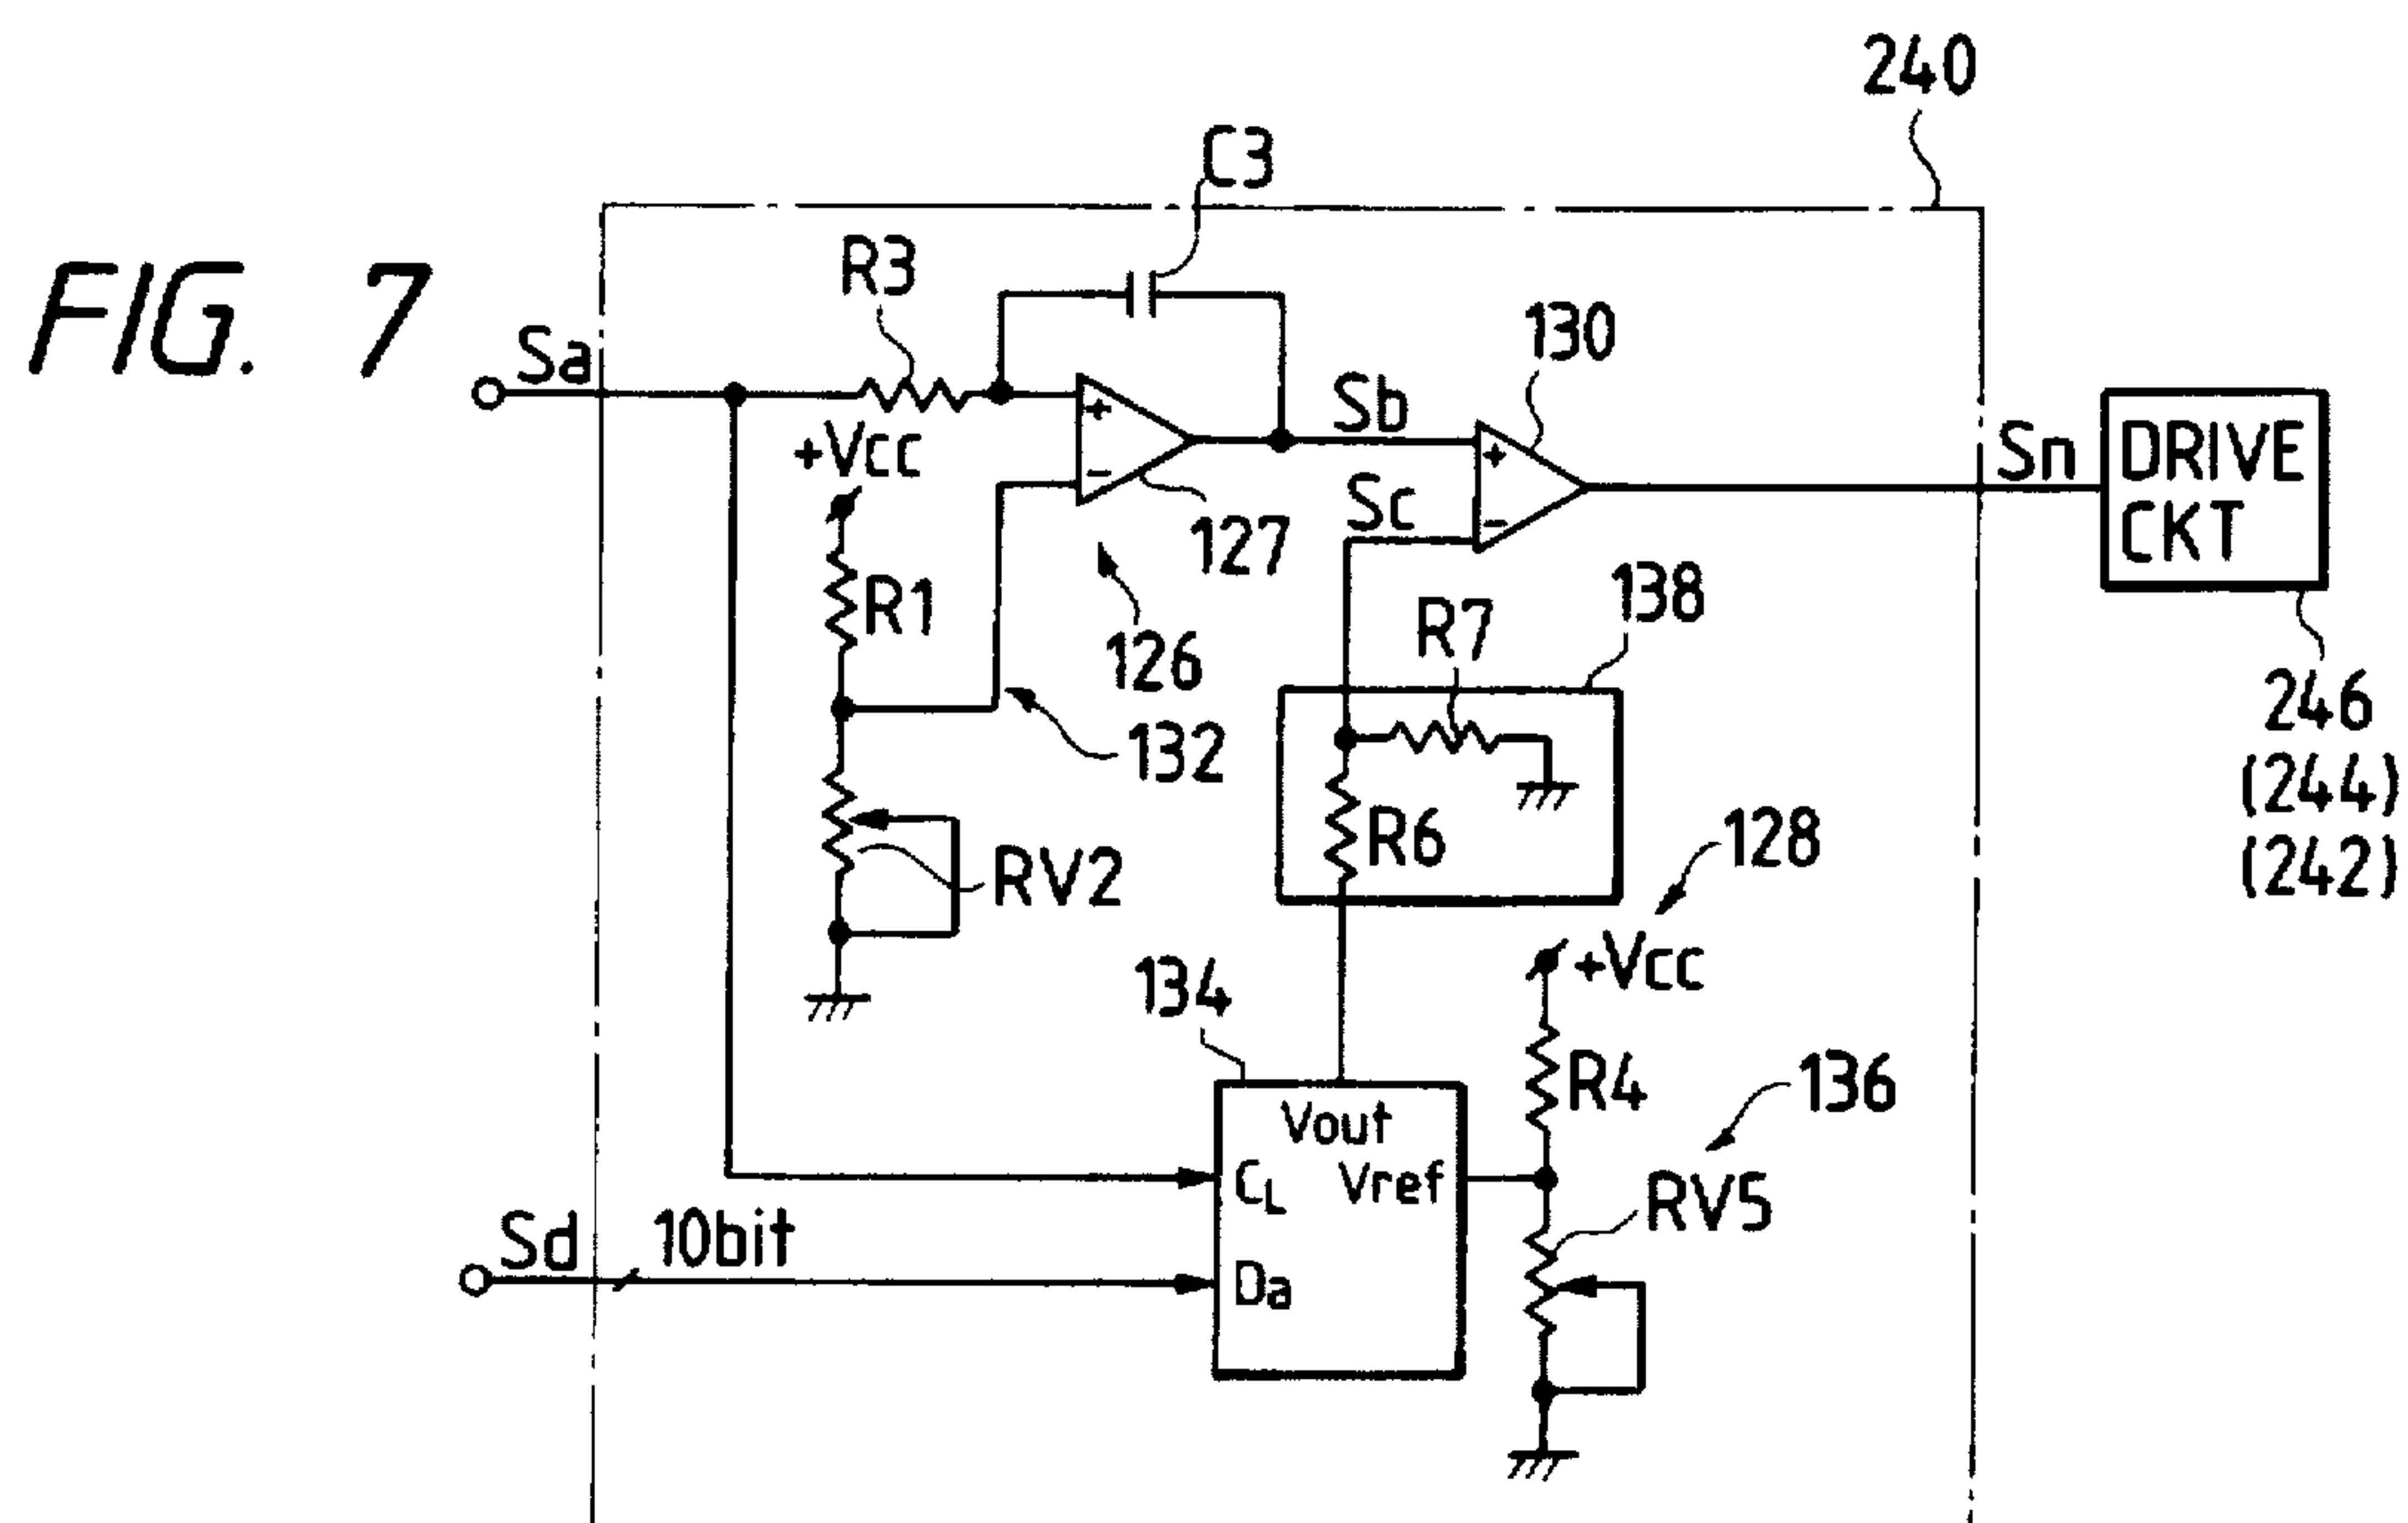 FIG. 7
240
C3
R3
Sa
+Vcc
130
Sb
Sn
DRIVE
CKT
+
-
+
-
Sc
127
R1
126
138
R7
132
246
(244)
(242)
R6
128
RV2
+Vcc
134
R4
136
Vout
CL
Vref
RV5
Sd
10bit
Da